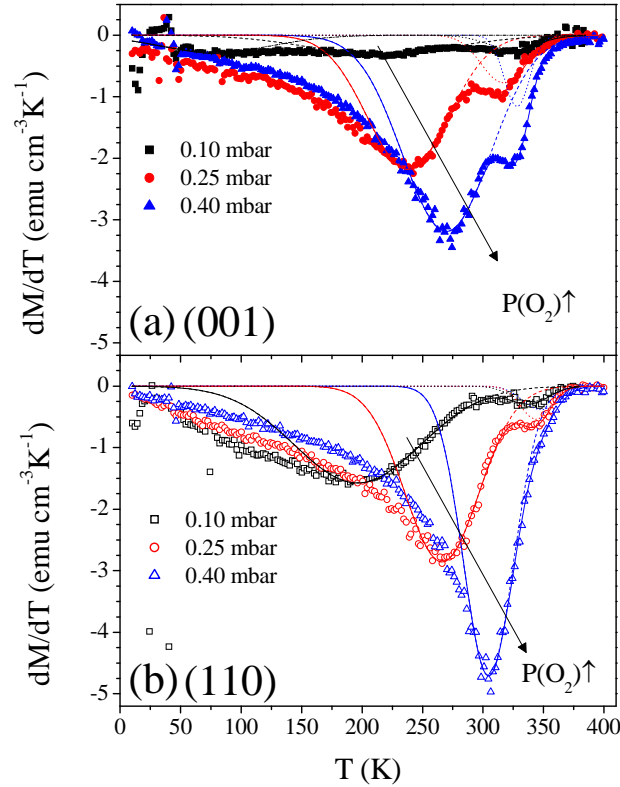 0
-1
-2
-3
-4
-5
dM/dT (emu cm⁻³K⁻¹)
0.10 mbar
0.25 mbar
0.40 mbar
P(O₂)↑
(a) (001)
0
-1
-2
-3
-4
-5
dM/dT (emu cm⁻³K⁻¹)
0.10 mbar
0.25 mbar
0.40 mbar
P(O₂)↑
(b) (110)
0 50 100 150 200 250 300 350 400
T (K)